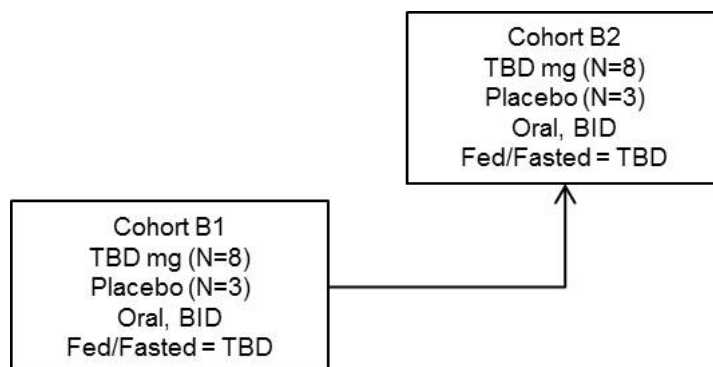 Cohort B2
TBD mg (N=8)
Placebo (N=3)
Oral, BID
Fed/Fasted = TBD
Cohort B1
TBD mg (N=8)
Placebo (N=3)
Oral, BID
Fed/Fasted = TBD